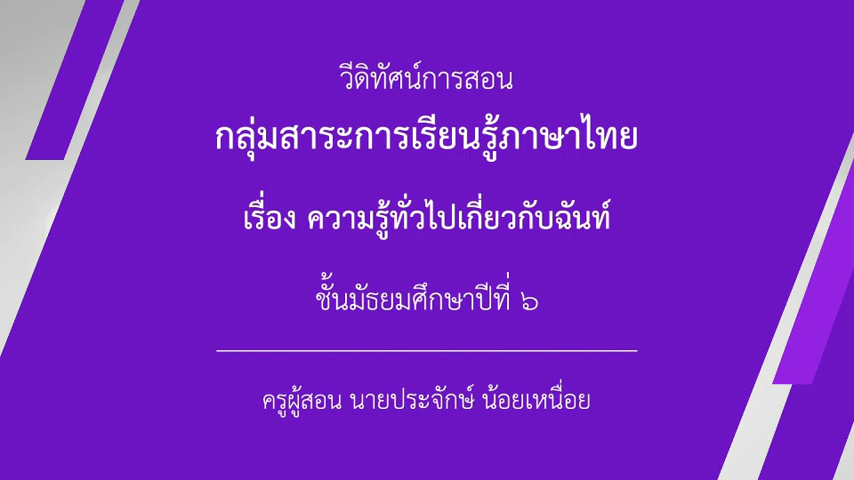 วีดิทัศน์การสอน
กลุ่มสาระการเรียนรู้ภาษาไทย
เรื่อง ความรู้ทั่วไปเกี่ยวกับฉันท์
ชั้นมัธยมศึกษาปีที่ ๖
ครูผู้สอน นายประจักษ์ น้อยเหนื่อย